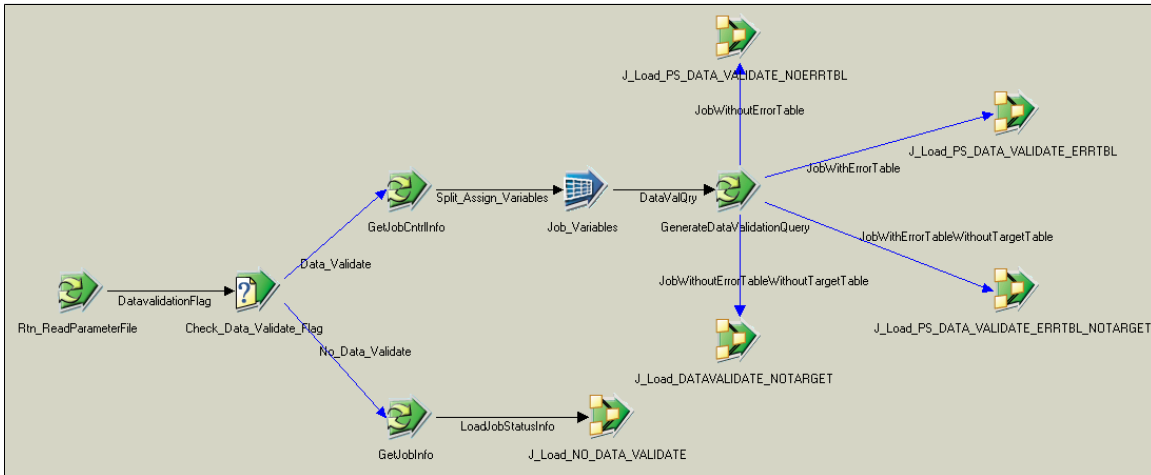 J_Load_PS_DATA_VALIDATE_NOERRTBL
JobWithoutErrorTable
J_Load_PS_DATA_VALIDATE_ERRTBL
JobWithErrorTable
Split_Assign_Variables
DataValQry
GetJobCntrlInfo
Job_Variables
GenerateDataValidationQuery
JobWithErrorTableWithoutTargetTable
Data_Validate
JobWithoutErrorTableWithoutTargetTable
DatavalidationFlag
Rtn_ReadParameterFile
Check_Data_Validate_Flag
J_Load_PS_DATA_VALIDATE_ERRTBL_NOTARGET
No_Data_Validate
J_Load_DATAVALIDATE_NOTARGET
LoadJobStatusInfo
GetJobInfo
J_Load_NO_DATA_VALIDATE